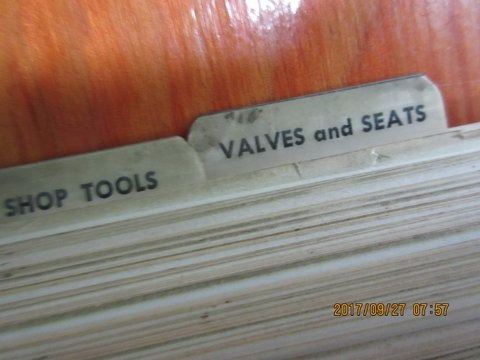 VALVES and SEATS
SHOP TOOLS
2017/09/27 07:57